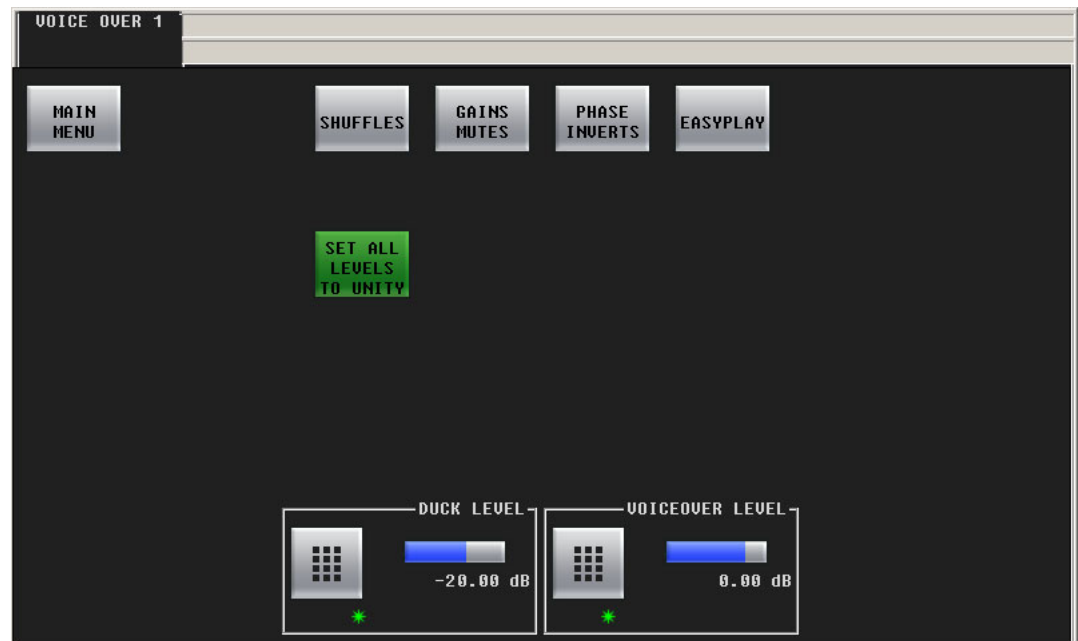 VOICE OVER 1
MAIN
MENU
SHUFFLES
GAINS
MUTES
PHASE
INVERTS
EASYPLAY
SET ALL
LEVELS
TO UNITY
DUCK LEVEL
-20.00 dB
VOICEOVER LEVEL
0.00 dB